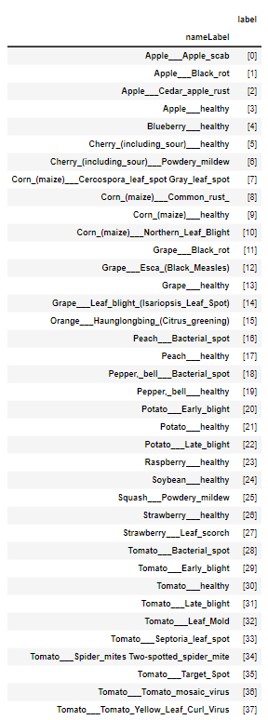 label
nameLabel
Apple___Apple_scab [0]
Apple___Black_rot [1]
Apple___Cedar_apple_rust [2]
Apple___healthy [3]
Blueberry___healthy [4]
Cherry_(including_sour)___healthy [5]
Cherry_(including_sour)___Powdery_mildew [6]
Corn_(maize)___Cercospora_leaf_spot Gray_leaf_spot [7]
Corn_(maize)___Common_rust_ [8]
Corn_(maize)___healthy [9]
Corn_(maize)___Northern_Leaf_Blight [10]
Grape___Black_rot [11]
Grape___Esca_(Black_Measles) [12]
Grape___healthy [13]
Grape___Leaf_blight_(Isariopsis_Leaf_Spot) [14]
Orange___Haunglongbing_(Citrus_greening) [15]
Peach___Bacterial_spot [16]
Peach___healthy [17]
Pepper,_bell___Bacterial_spot [18]
Pepper,_bell___healthy [19]
Potato___Early_blight [20]
Potato___healthy [21]
Potato___Late_blight [22]
Raspberry___healthy [23]
Soybean___healthy [24]
Squash___Powdery_mildew [25]
Strawberry___healthy [26]
Strawberry___Leaf_scorch [27]
Tomato___Bacterial_spot [28]
Tomato___Early_blight [29]
Tomato___healthy [30]
Tomato___Late_blight [31]
Tomato___Leaf_Mold [32]
Tomato___Septoria_leaf_spot [33]
Tomato___Spider_mites Two-spotted_spider_mite [34]
Tomato___Target_Spot [35]
Tomato___Tomato_mosaic_virus [36]
Tomato___Tomato_Yellow_Leaf_Curl_Virus [37]